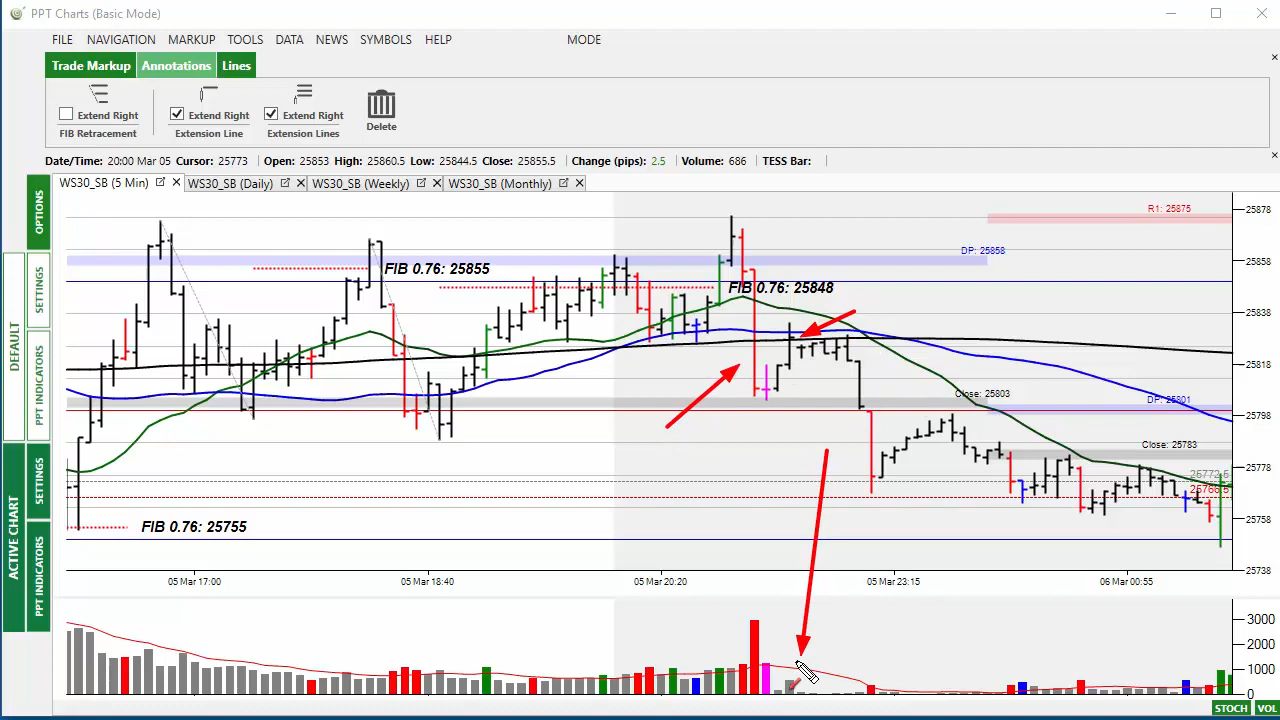 PPT Charts (Basic Mode)
FILE NAVIGATION MARKUP TOOLS DATA NEWS SYMBOLS HELP MODE
Trade Markup Annotations Lines
Extend Right Extend Right Extend Right
FIB Retracement Extension Line Extension Lines Delete
Date/Time: 20:00 Mar 05 Cursor: 25773 Open: 25853 High: 25860.5 Low: 25844.5 Close: 25855.5 Change (pips): 2.5 Volume: 686 TESS Bar:
WS30_SB (5 Min) WS30_SB (Daily) WS30_SB (Weekly) WS30_SB (Monthly)
OPTIONS
SETTINGS
PPT INDICATORS
DEFAULT
SETTINGS
PPT INDICATORS
ACTIVE CHART
R1: 25875
DP: 25858
FIB 0.76: 25855
FIB 0.76: 25848
Close: 25803
DP: 25801
Close: 25783
25772.5
FIB 0.76: 25755
25878
25858
25838
25818
25798
25778
25758
25738
05 Mar 17:00 05 Mar 18:40 05 Mar 20:20 05 Mar 23:15 06 Mar 00:55
3000
2000
1000
0
STOCH VOL